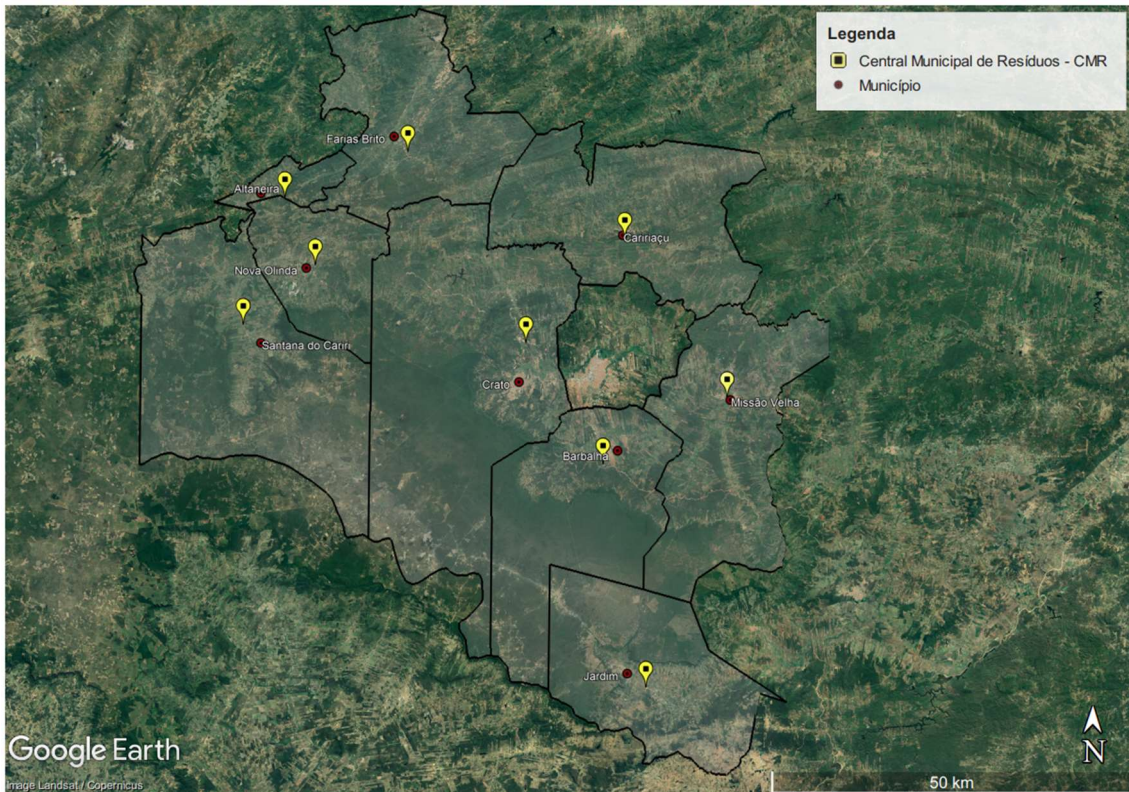 Legenda
Central Municipal de Resíduos - CMR
Município
Farias Brito
Altaneira
Caririaçu
Nova Olinda
Santana do Cariri
Crato
Missão Velha
Barbalha
Jardim
N
Google Earth
Image Landsat / Copernicus
50 km